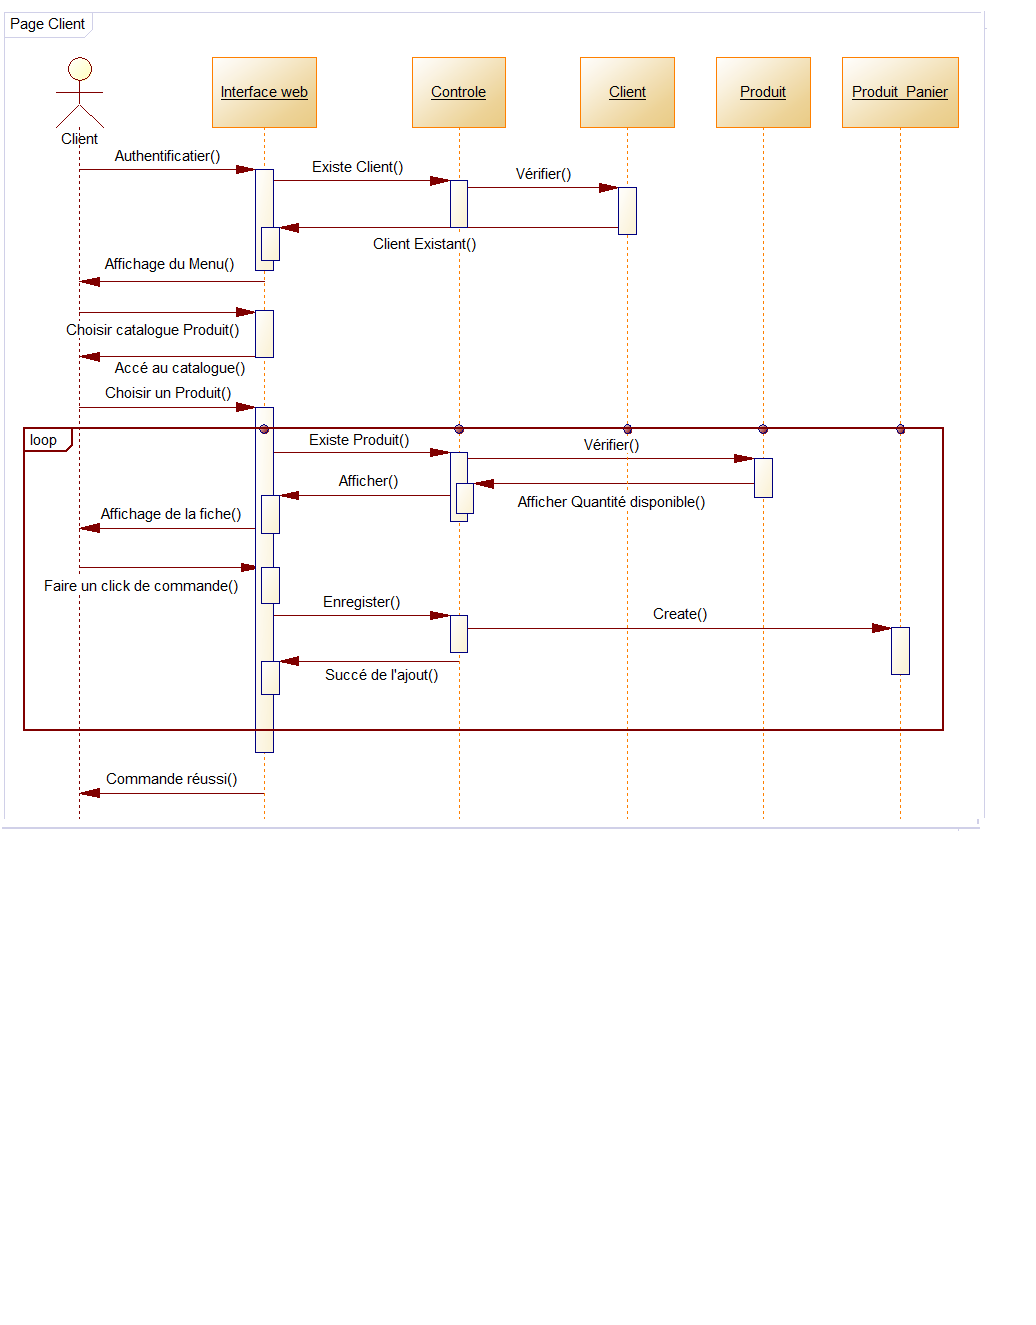 Page Client
Interface web
Controle
Client
Produit
Produit_Panier
Client
Authentificatier()
Existe Client()
Vérifier()
Client Existant()
Affichage du Menu()
Choisir catalogue Produit()
Accé au catalogue()
Choisir un Produit()
loop
Existe Produit()
Vérifier()
Afficher()
Afficher Quantité disponible()
Affichage de la fiche()
Faire un click de commande()
Enregister()
Create()
Succé de l'ajout()
Commande réussi()